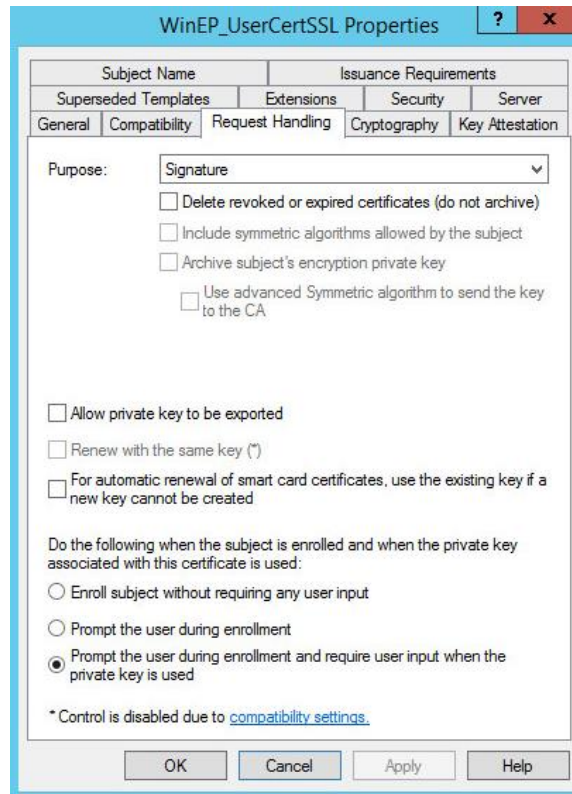 WinEP_UserCertSSL Properties
?
x
Subject Name
Issuance Requirements
Superseded Templates
Extensions
Security
Server
General
Compatibility
Request Handling
Cryptography
Key Attestation
Purpose:
Signature
Delete revoked or expired certificates (do not archive)
Include symmetric algorithms allowed by the subject
Archive subject's encryption private key
Use advanced Symmetric algorithm to send the key
to the CA
Allow private key to be exported
Renew with the same key (*)
For automatic renewal of smart card certificates, use the existing key if a
new key cannot be created
Do the following when the subject is enrolled and when the private key
associated with this certificate is used:
Enroll subject without requiring any user input
Prompt the user during enrollment
Prompt the user during enrollment and require user input when the
private key is used
* Control is disabled due to compatibility settings.
OK
Cancel
Apply
Help